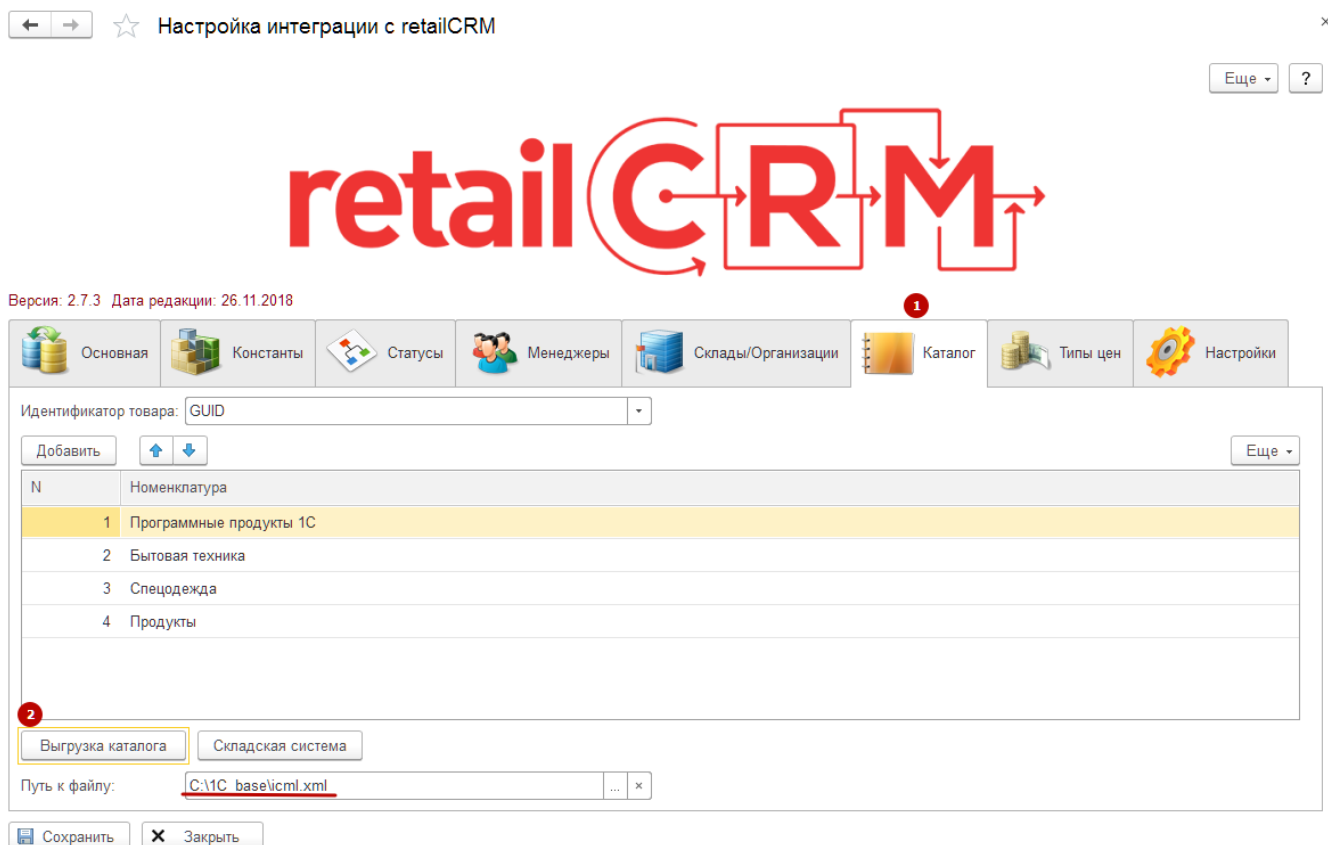 Настройка интеграции с retailCRM
×
Еще ?
retailCRM
Версия: 2.7.3 Дата редакции: 26.11.2018
1
Основная Константы Статусы Менеджеры Склады/Организации Каталог Типы цен Настройки
Идентификатор товара: GUID
Добавить Еще
N Номенклатура
1 Программные продукты 1С
2 Бытовая техника
3 Спецодежда
4 Продукты
2
Выгрузка каталога Складская система
Путь к файлу: C:\1C_base\icml.xml ... ×
Сохранить Закрыть